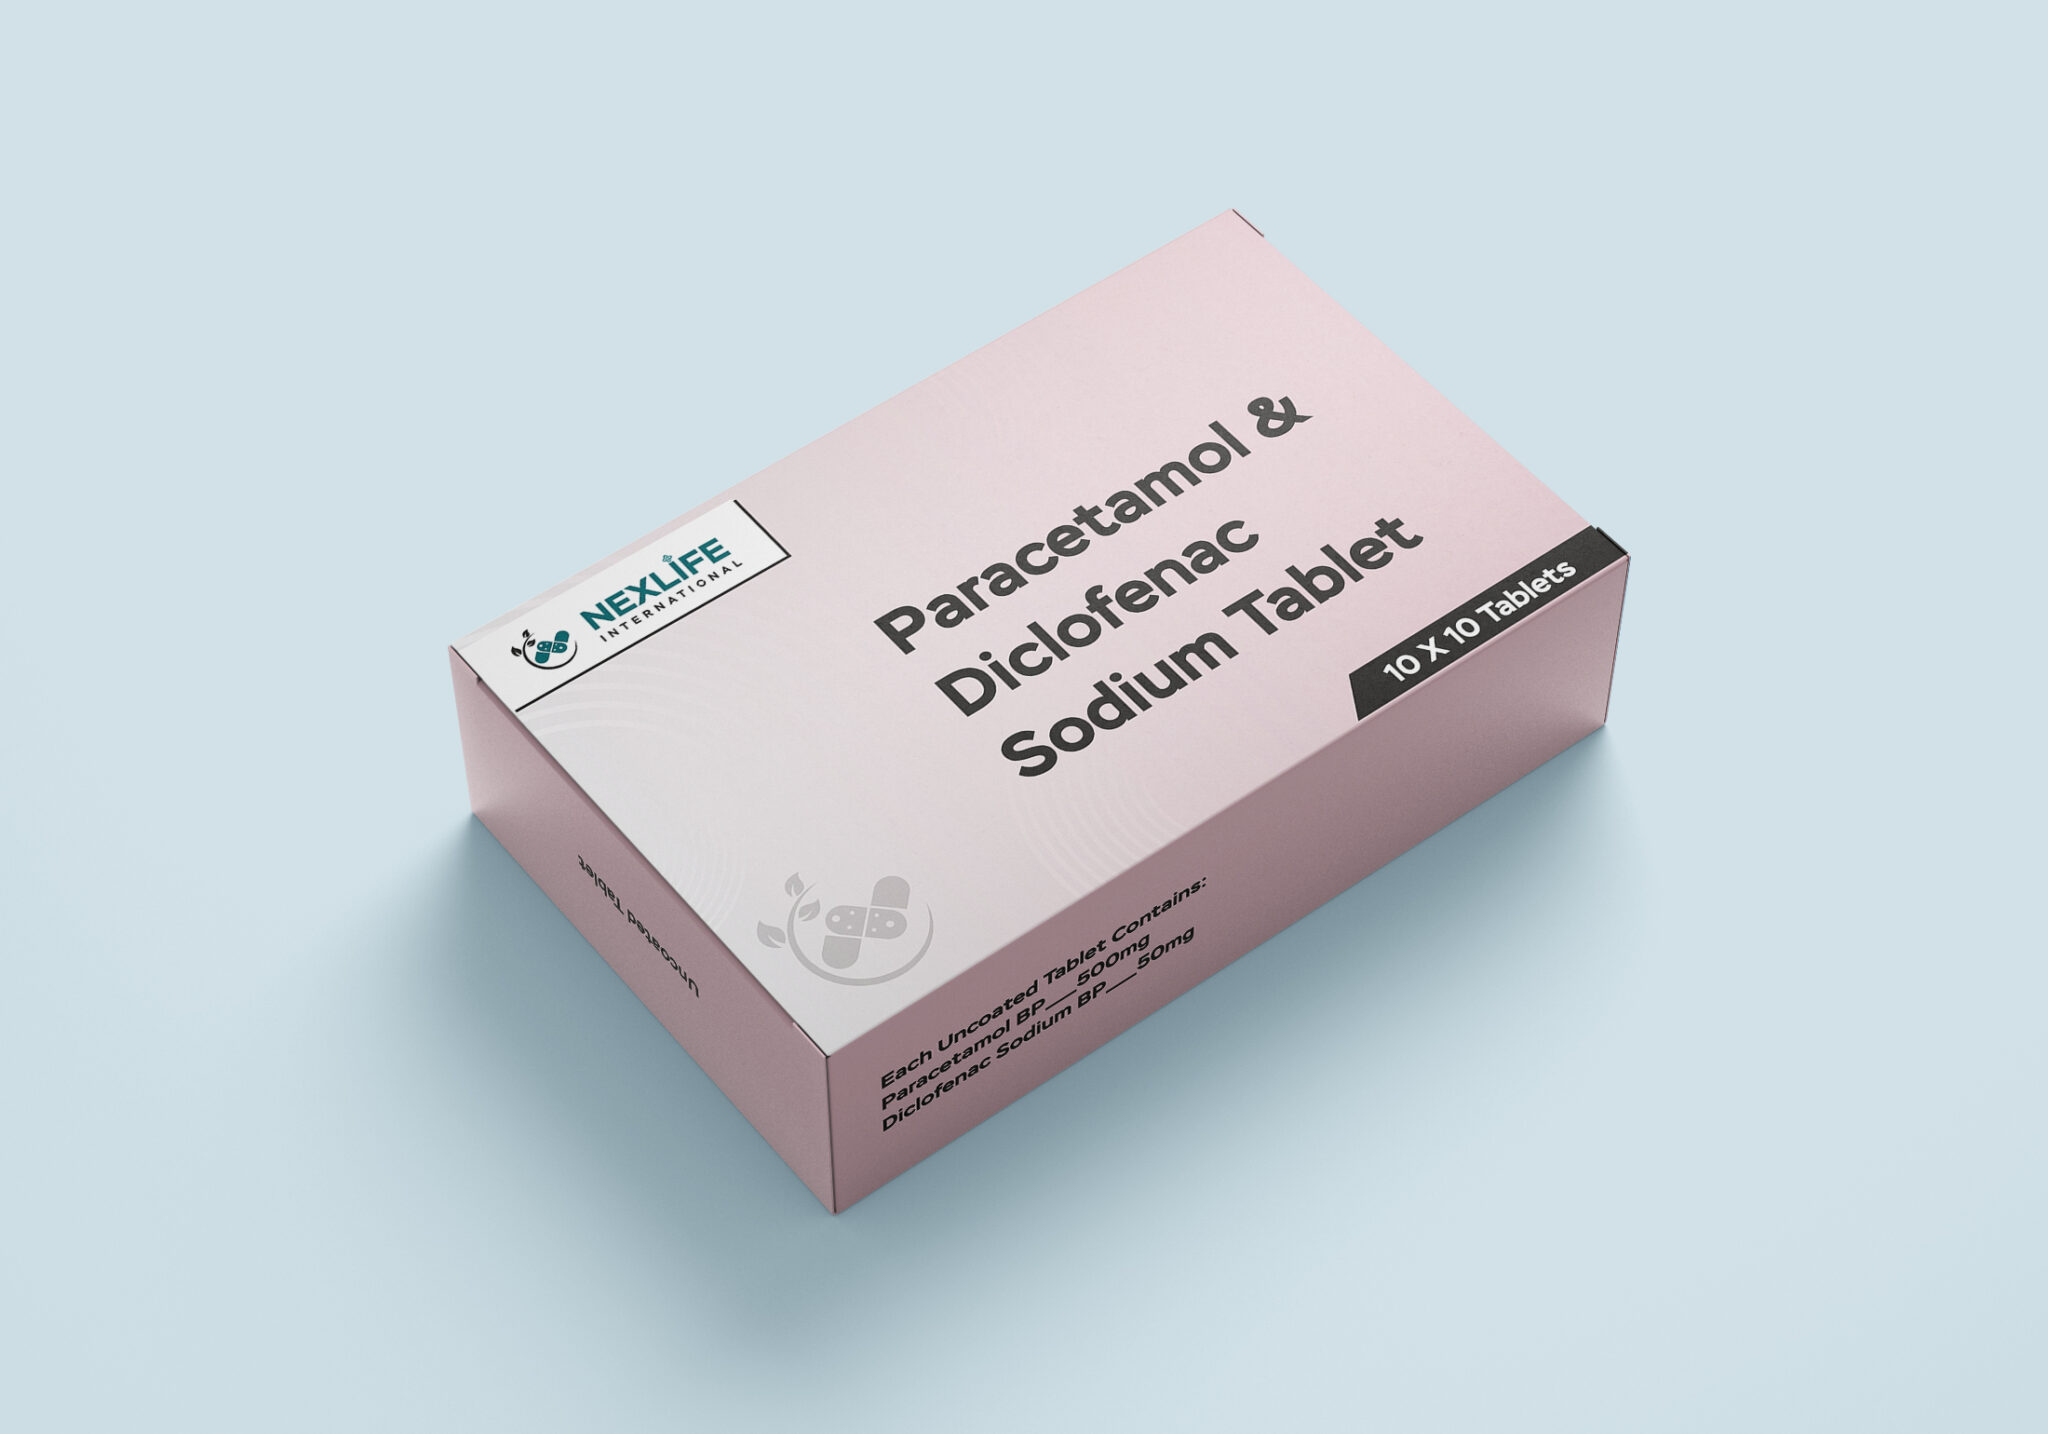 NEXLIFE
INTERNATIONAL
Paracetamol &
Diclofenac
Sodium Tablet
10 X 10 Tablets
Each Uncoated Tablet Contains:
Paracetamol BP___500mg
Diclofenac Sodium BP___50mg
Uncoated Tablet